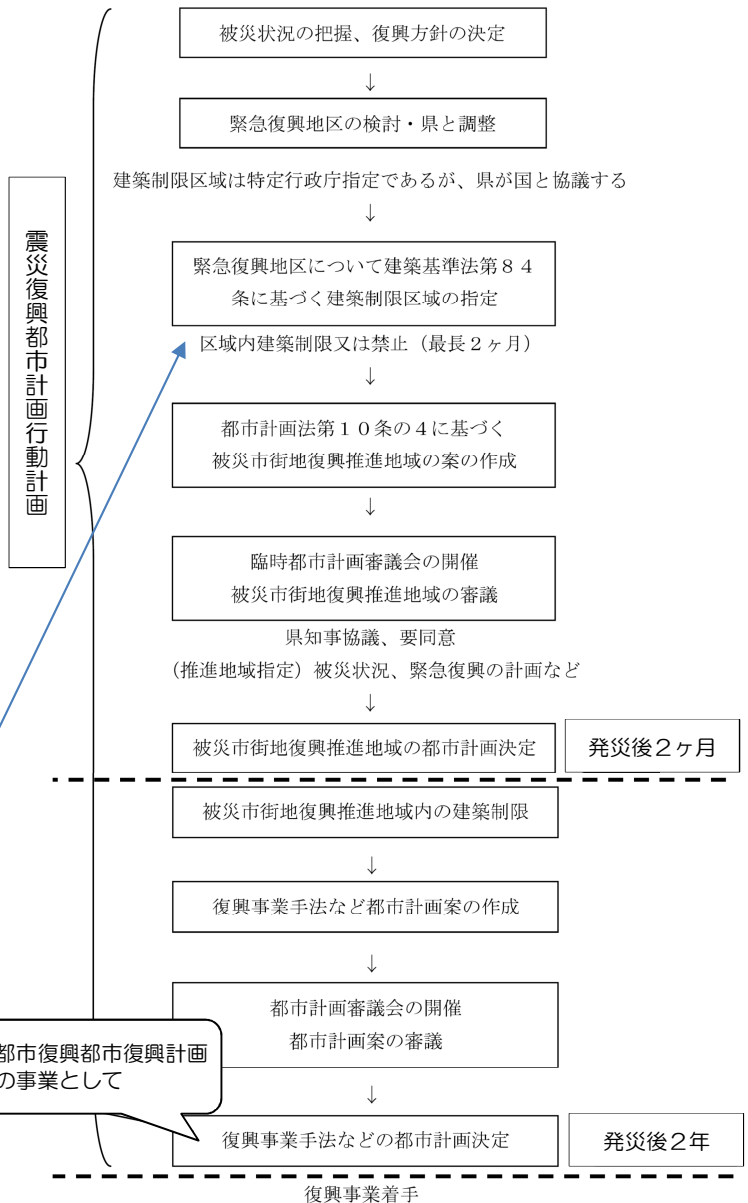 被災状況の把握、復興方針の決定
↓
緊急復興地区の検討・県と調整
建築制限区域は特定行政庁指定であるが、県が国と協議する
↓
震災復興都市計画行動計画
緊急復興地区について建築基準法第８４
条に基づく建築制限区域の指定
区域内建築制限又は禁止（最長２ヶ月）
↓
都市計画法第１０条の４に基づく
被災市街地復興推進地域の案の作成
↓
臨時都市計画審議会の開催
被災市街地復興推進地域の審議
県知事協議、要同意
（推進地域指定）被災状況、緊急復興の計画など
↓
被災市街地復興推進地域の都市計画決定
発災後２ヶ月
被災市街地復興推進地域内の建築制限
↓
復興事業手法など都市計画案の作成
↓
都市計画審議会の開催
都市計画案の審議
都市復興都市復興計画
の事業として
↓
復興事業手法などの都市計画決定
発災後２年
復興事業着手